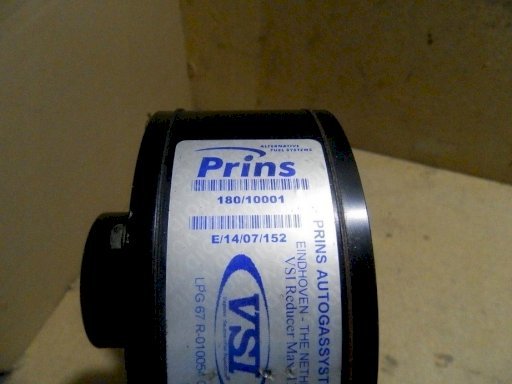 ALTERNATIVE
FUEL SYSTEMS
Prins
180/10001
E/14/07/152
PRINS AUTOGASSYST
EINDHOVEN - THE NETH
VSI Reducer Max
VSI
LPG 67 R-01005